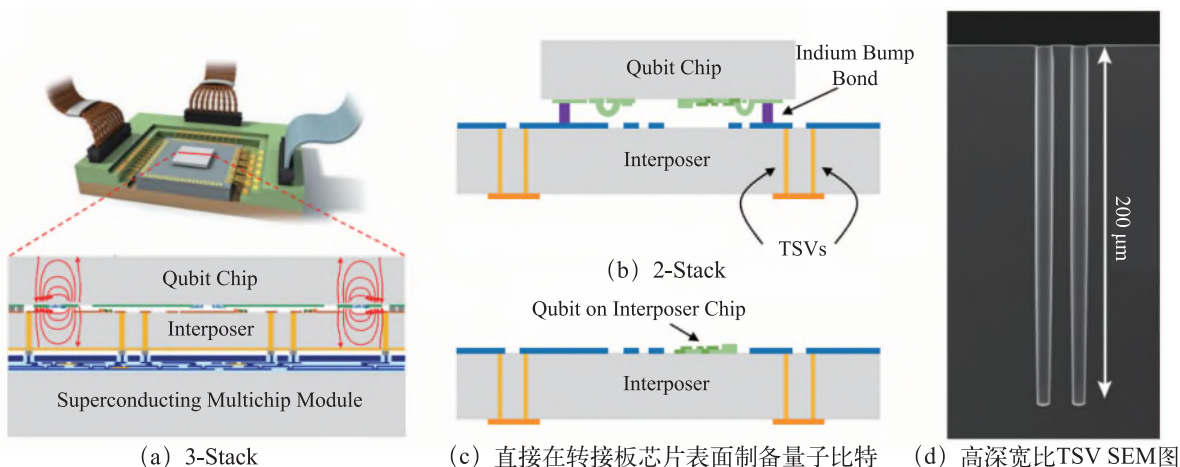 Qubit Chip
Interposer
Superconducting Multichip Module
(a) 3-Stack
Qubit Chip
Indium Bump
Bond
Interposer
TSVs
(b) 2-Stack
Qubit on Interposer Chip
Interposer
(c) 直接在转接板芯片表面制备量子比特
200 μm
(d) 高深宽比TSV SEM图